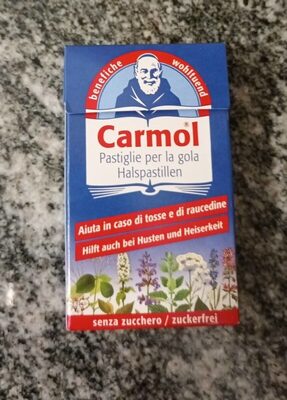 benefiche wohltuend
Carmol®
Pastiglie per la gola
Halspastillen
Aiuta in caso di tosse e di raucedine
Hilft auch bei Husten und Heiserkeit
senza zucchero / zuckerfrei